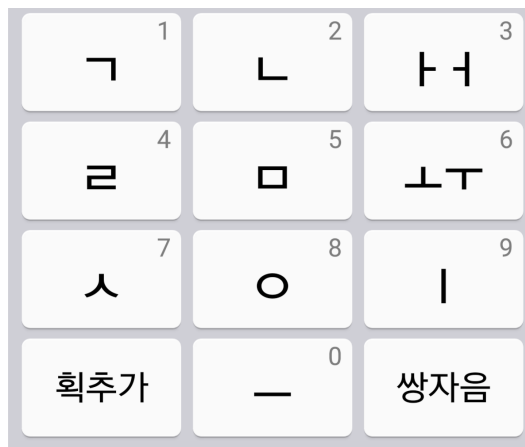 ㄱ 1 ㄴ 2 ㅏㅓ 3
ㄹ 4 ㅁ 5 ㅗㅜ 6
ㅅ 7 ㅇ 8 ㅣ 9
획추가 ㅡ 0 쌍자음